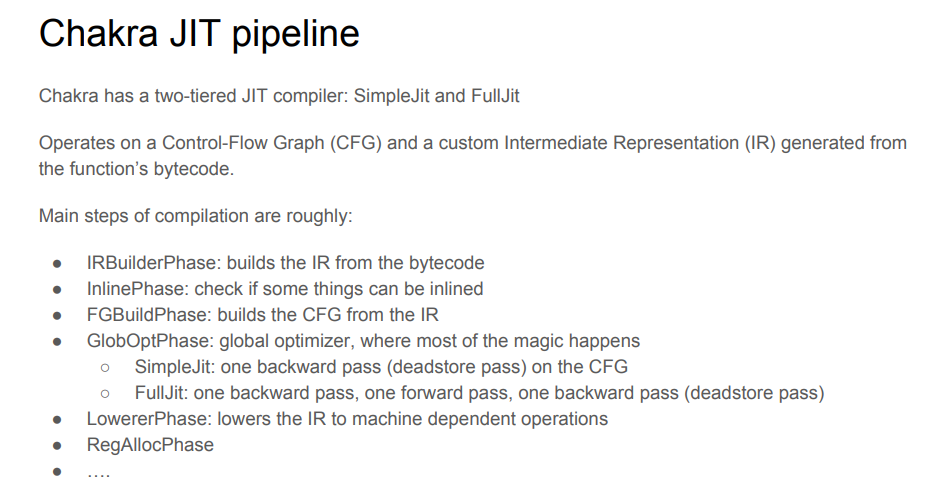 Chakra JIT pipeline
Chakra has a two-tiered JIT compiler: SimpleJit and FullJit
Operates on a Control-Flow Graph (CFG) and a custom Intermediate Representation (IR) generated from
the function’s bytecode.
Main steps of compilation are roughly:
● IRBuilderPhase: builds the IR from the bytecode
● InlinePhase: check if some things can be inlined
● FGBuildPhase: builds the CFG from the IR
● GlobOptPhase: global optimizer, where most of the magic happens
○ SimpleJit: one backward pass (deadstore pass) on the CFG
○ FullJit: one backward pass, one forward pass, one backward pass (deadstore pass)
● LowererPhase: lowers the IR to machine dependent operations
● RegAllocPhase
● ….